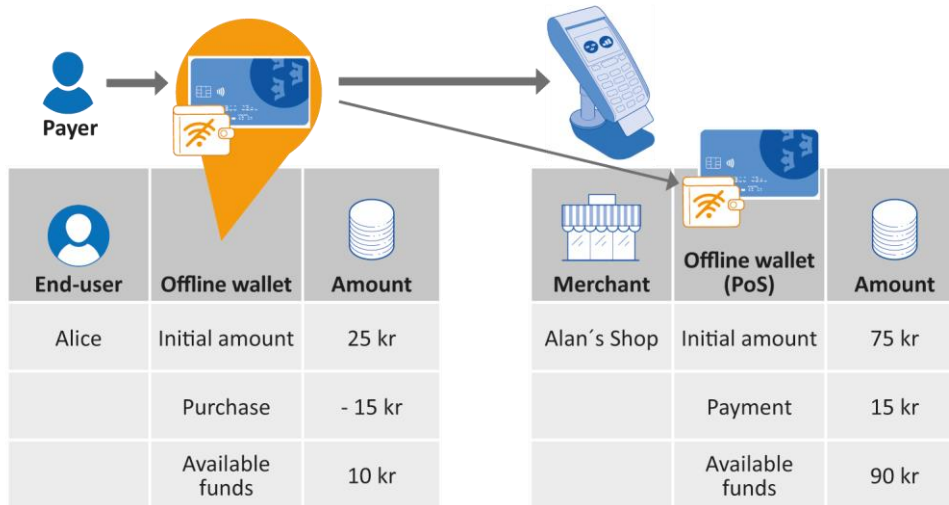 Payer
End-user
Offline wallet
Amount
Alice
Initial amount
25 kr
Purchase
- 15 kr
Available
funds
10 kr
Merchant
Offline wallet
(PoS)
Amount
Alan´s Shop
Initial amount
75 kr
Payment
15 kr
Available
funds
90 kr